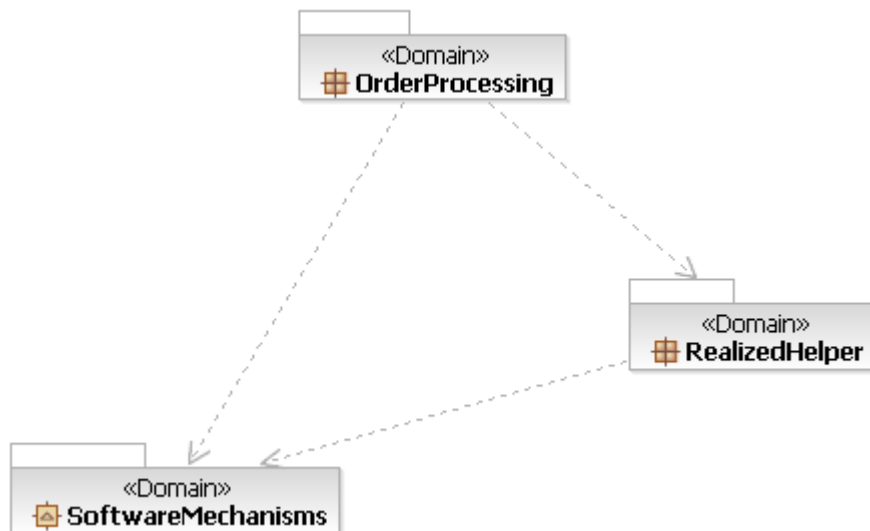 «Domain»
OrderProcessing
«Domain»
RealizedHelper
«Domain»
SoftwareMechanisms